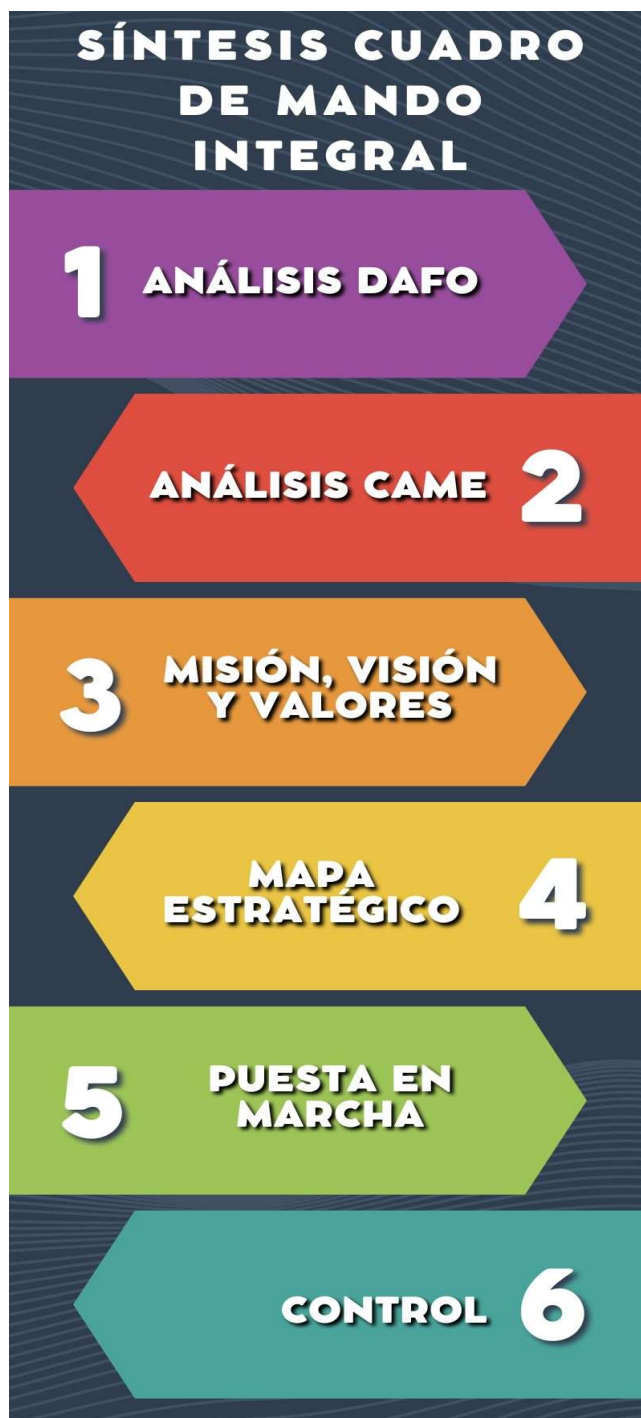 SÍNTESIS CUADRO
DE MANDO
INTEGRAL
1 ANÁLISIS DAFO
ANÁLISIS CAME 2
3 MISIÓN, VISIÓN
Y VALORES
MAPA
ESTRATÉGICO 4
5 PUESTA EN
MARCHA
CONTROL 6